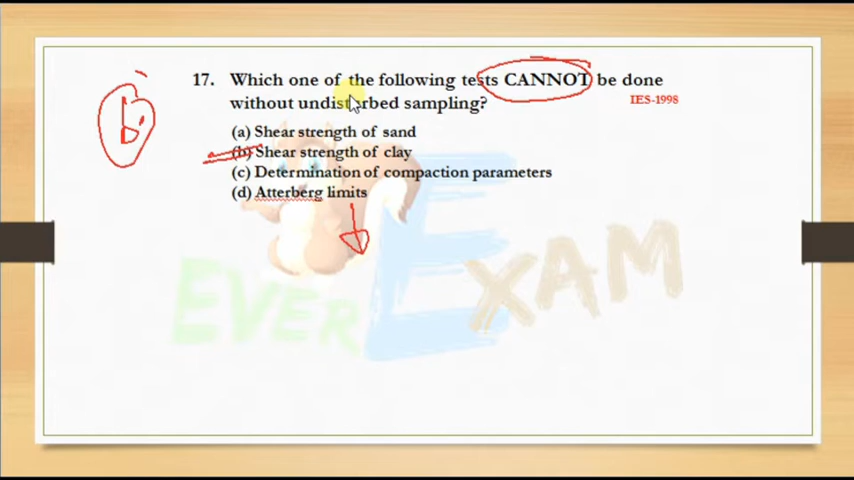 17. Which one of the following tests CANNOT be done
without undisturbed sampling?
IES-1998
(a) Shear strength of sand
(b) Shear strength of clay
(c) Determination of compaction parameters
(d) Atterberg limits
b
EVER EXAM